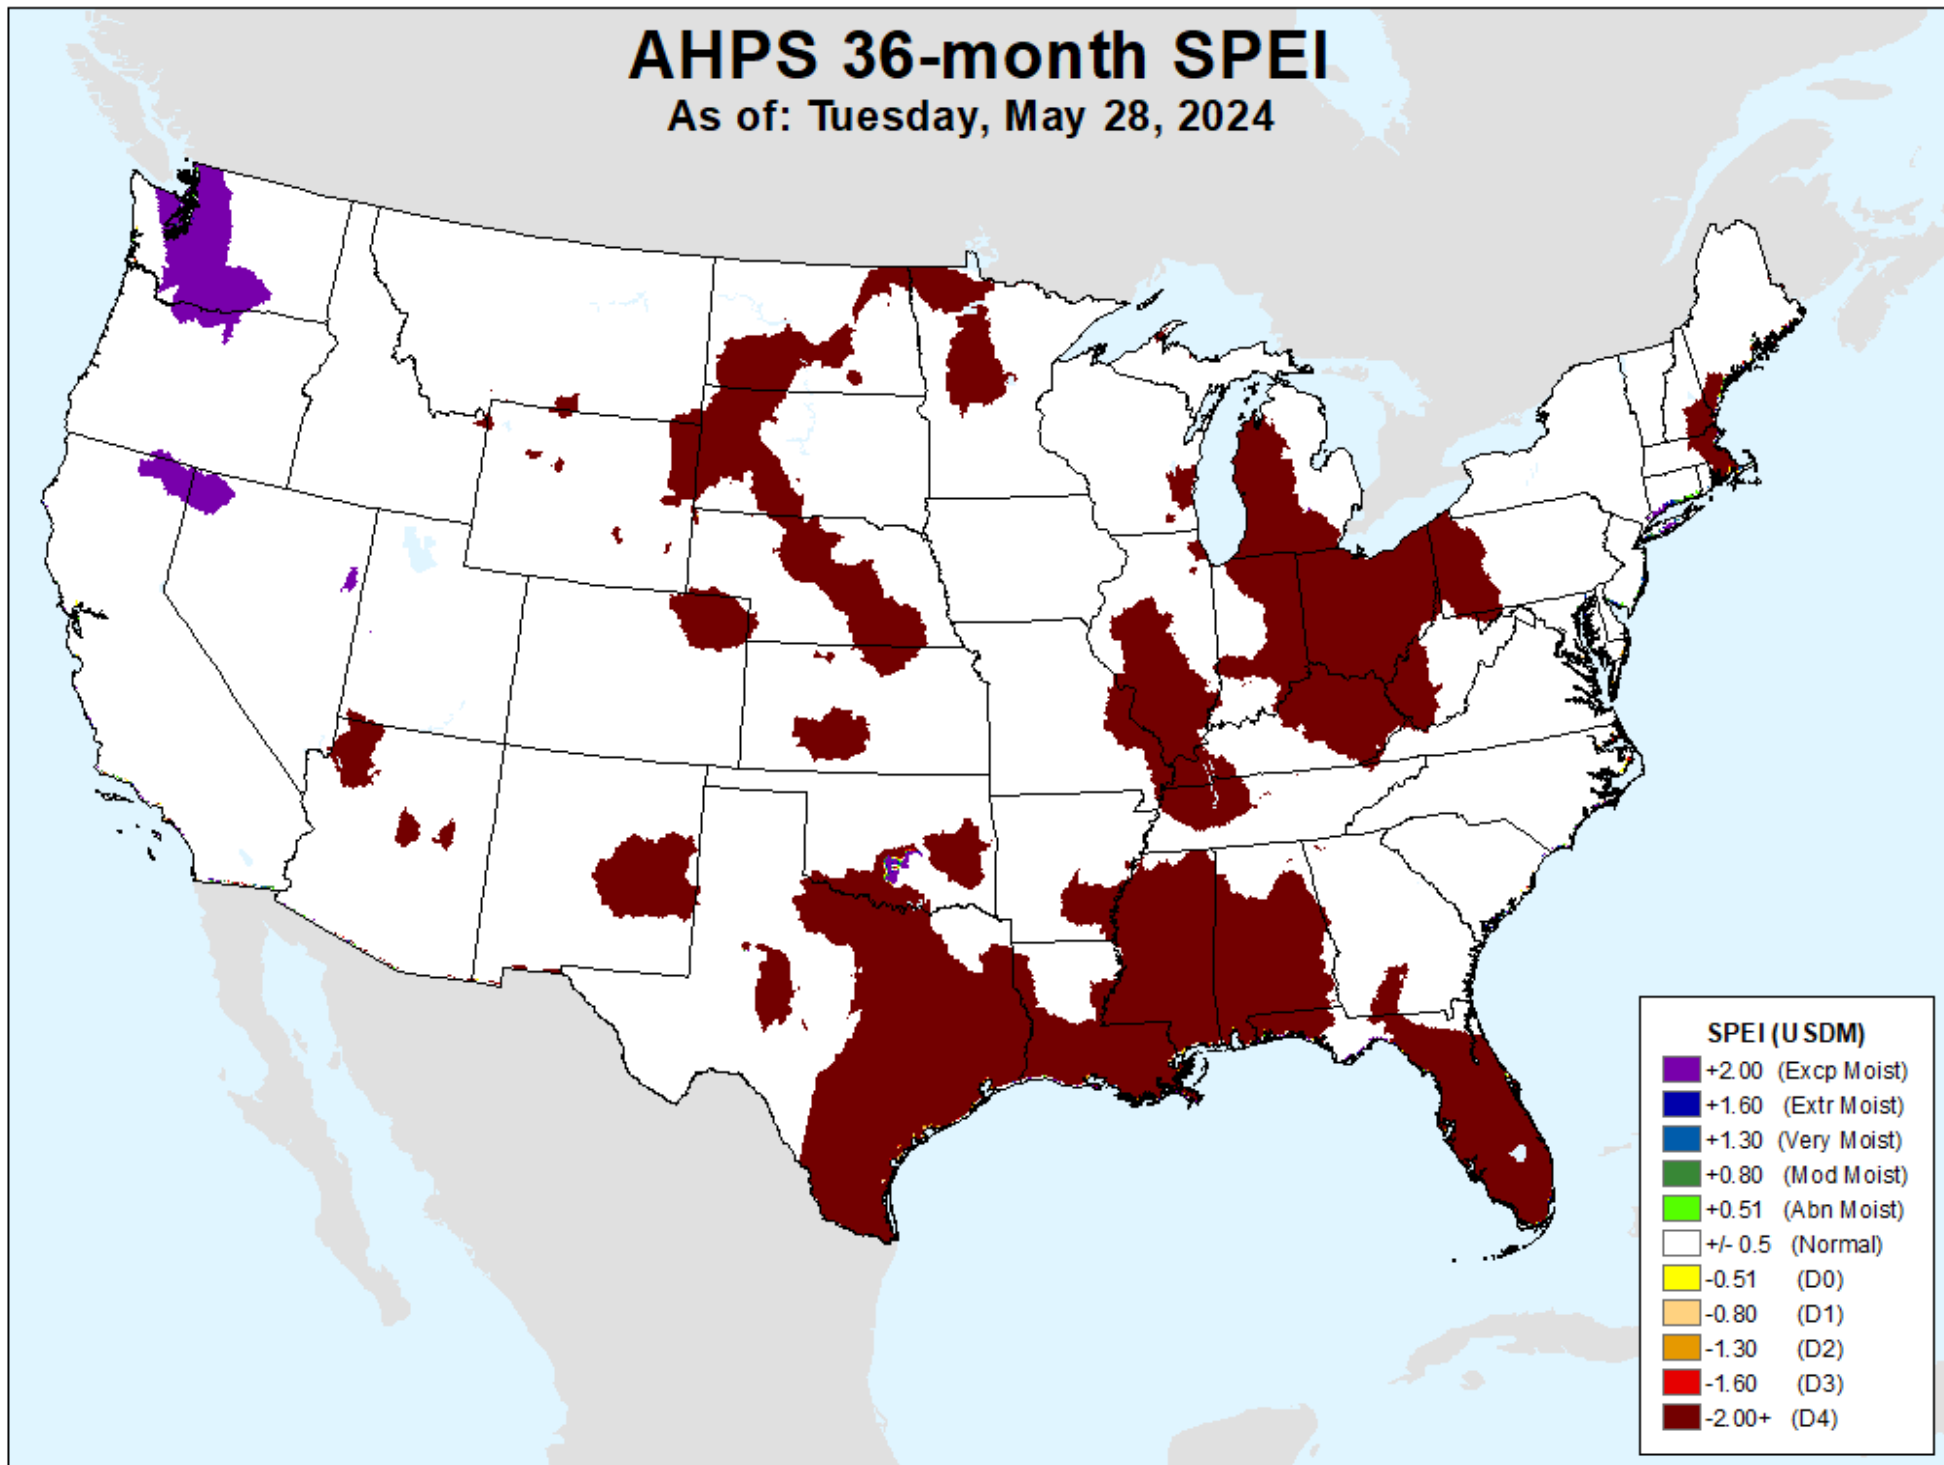 AHPS 36-month SPEI
As of: Tuesday, May 28, 2024
SPEI (USDM)
+2.00 (Excp Moist)
+1.60 (Extr Moist)
+1.30 (Very Moist)
+0.80 (Mod Moist)
+0.51 (Abn Moist)
+/- 0.5 (Normal)
-0.51 (D0)
-0.80 (D1)
-1.30 (D2)
-1.60 (D3)
-2.00+ (D4)